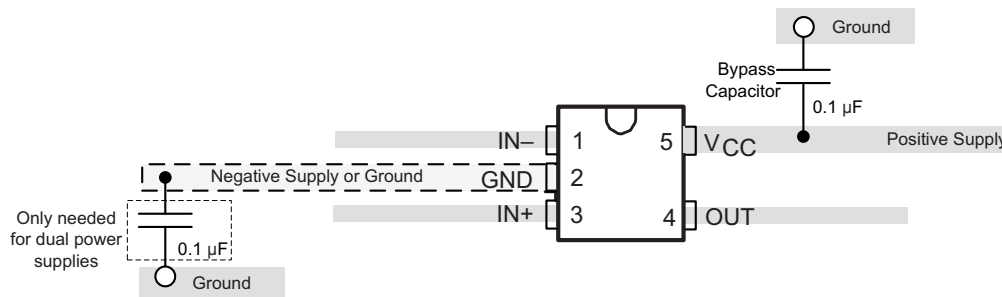 Ground
Bypass
Capacitor
0.1 µF
IN–
1
5
VCC
Positive Supply
Negative Supply or Ground
GND
2
IN+
3
4
OUT
Only needed
for dual power
supplies
0.1 µF
Ground